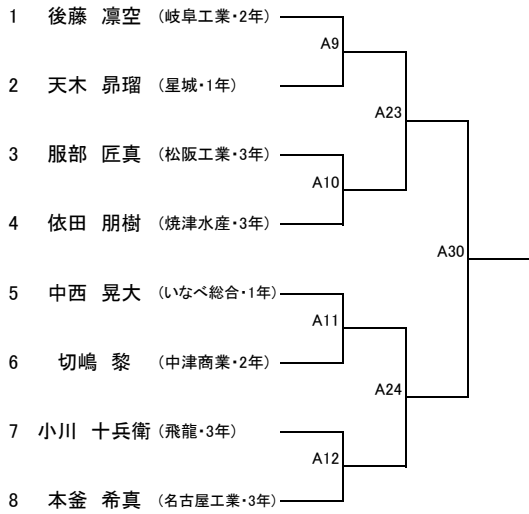 1 後藤 凛空 (岐阜工業・2年)
A9
2 天木 昴瑠 (星城・1年)
A23
3 服部 匠真 (松阪工業・3年)
A10
4 依田 朋樹 (焼津水産・3年)
A30
5 中西 晃大 (いなべ総合・1年)
A11
6 切嶋 黎 (中津商業・2年)
A24
7 小川 十兵衛 (飛龍・3年)
A12
8 本釜 希真 (名古屋工業・3年)